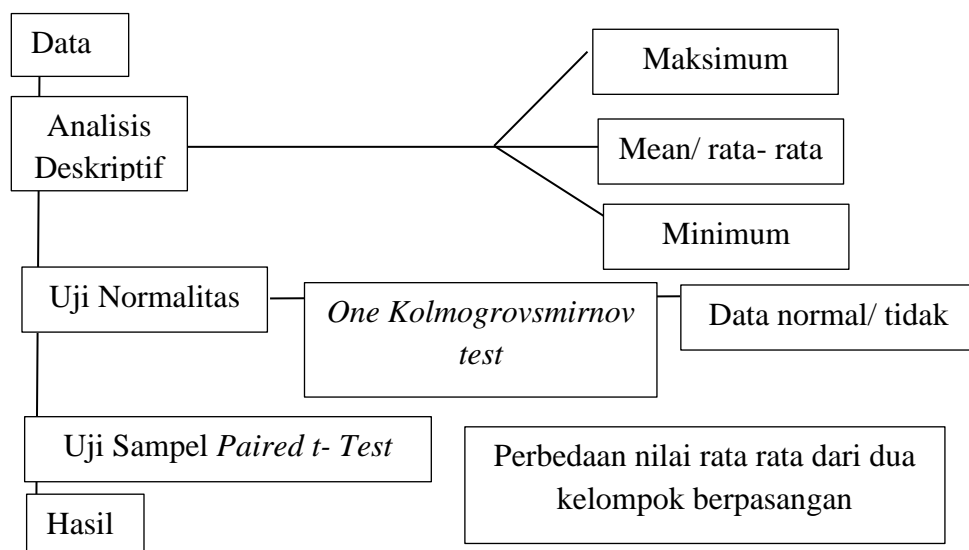 Data
Maksimum
Analisis
Deskriptif
Mean/ rata- rata
Minimum
Uji Normalitas
One Kolmogrovsmirnov
test
Data normal/ tidak
Uji Sampel Paired t- Test
Perbedaan nilai rata rata dari dua
kelompok berpasangan
Hasil